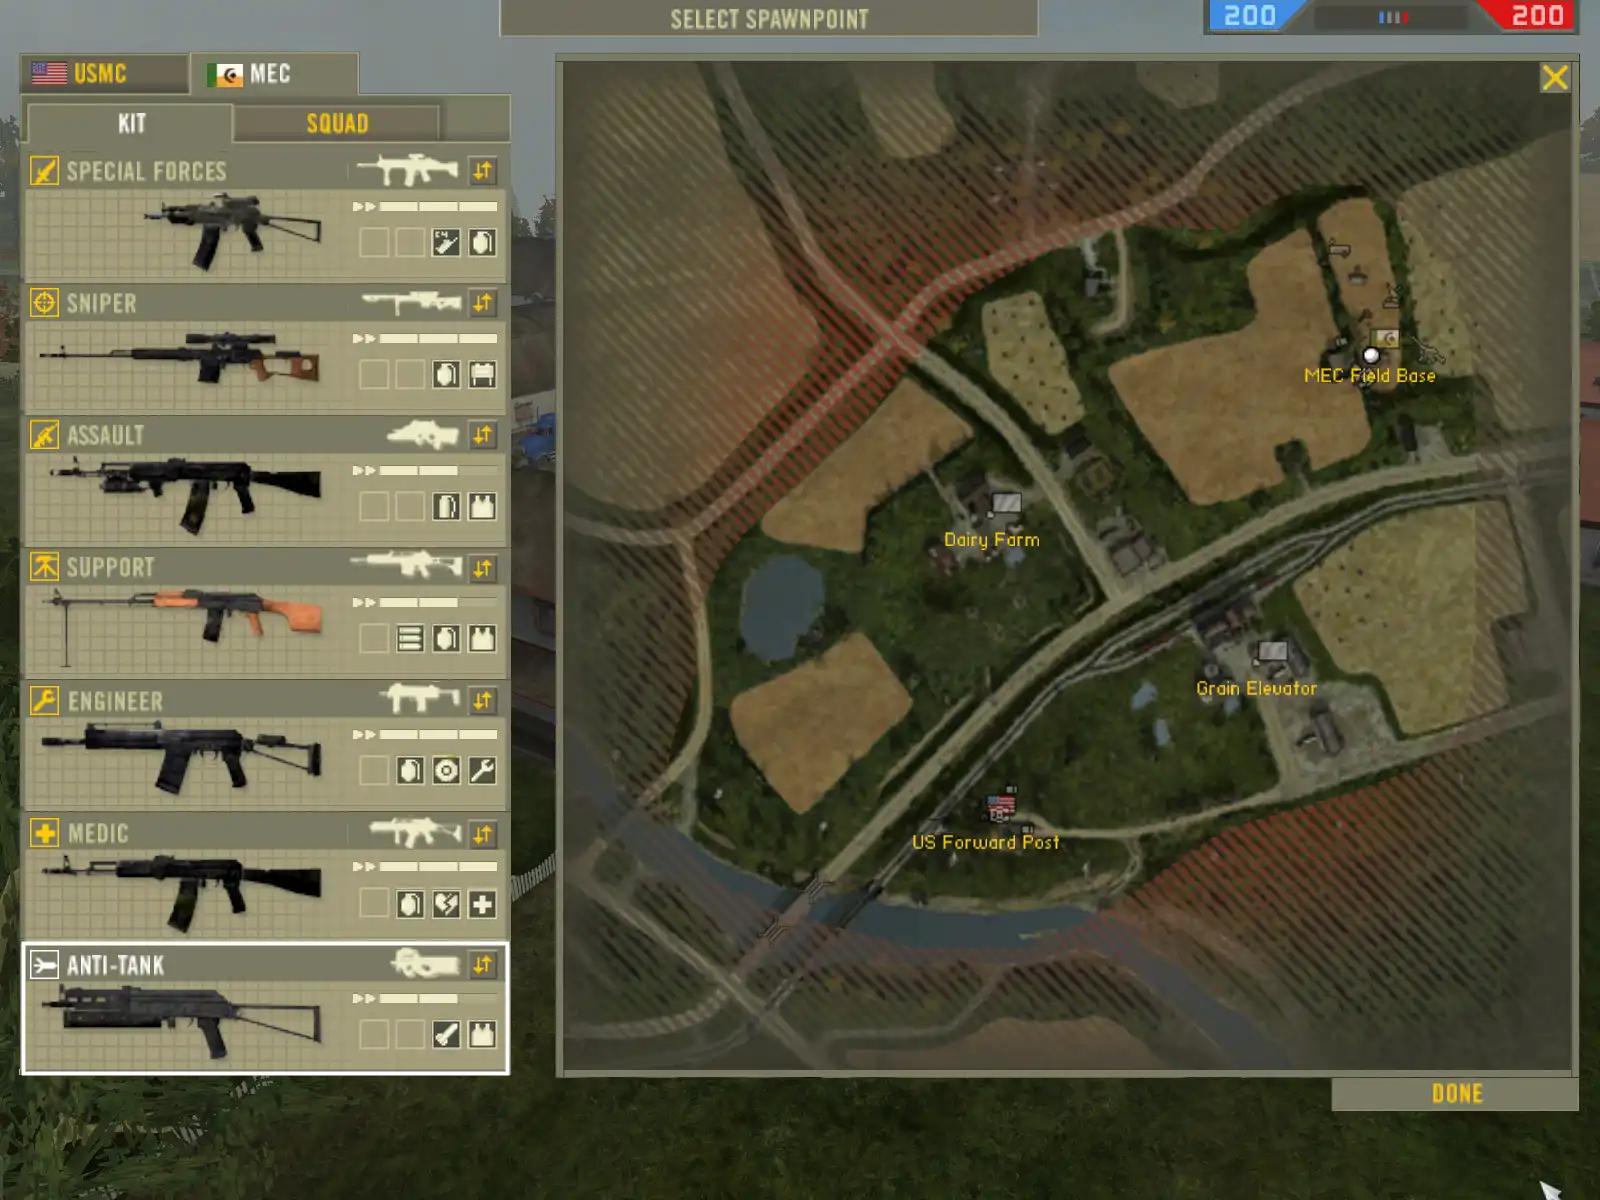 SELECT SPAWNPOINT
200
200
USMC
MEC
KIT
SQUAD
SPECIAL FORCES
SNIPER
ASSAULT
SUPPORT
ENGINEER
MEDIC
ANTI-TANK
MEC Field Base
Dairy Farm
Grain Elevator
US Forward Post
DONE